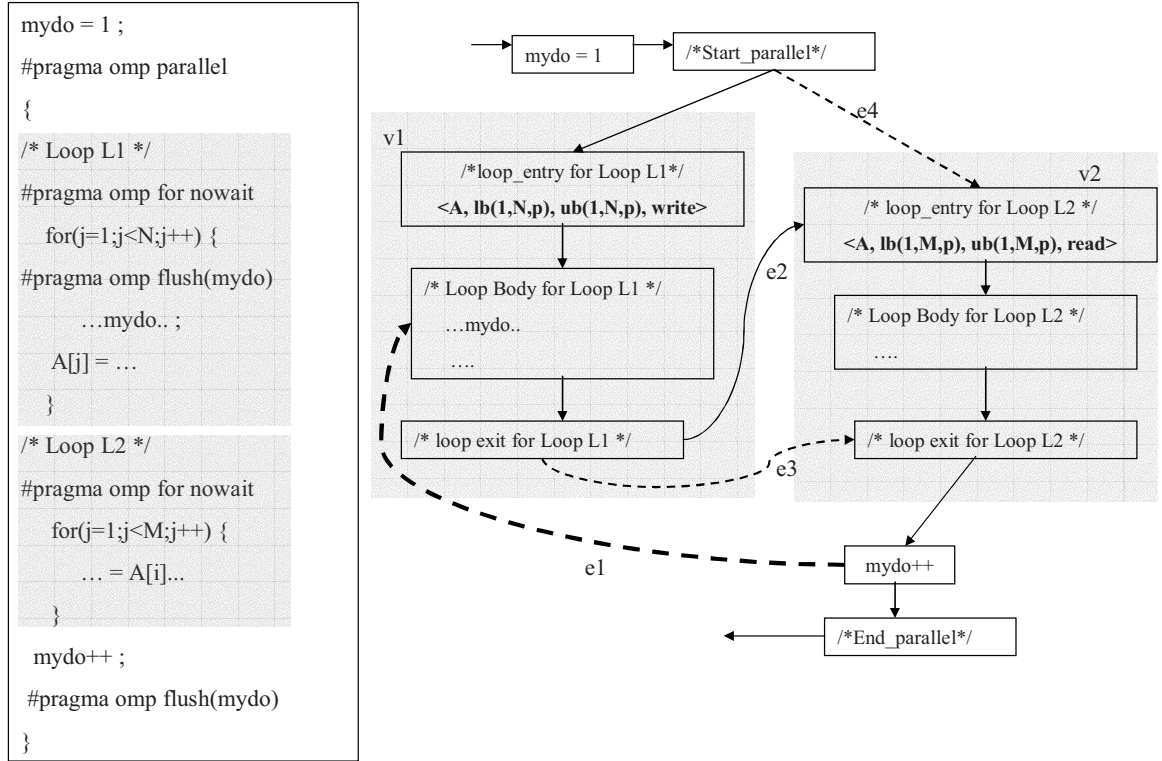 mydo = 1 ;
#pragma omp parallel
{
/* Loop L1 */
#pragma omp for nowait
for(j=1;j<N;j++) {
#pragma omp flush(mydo)
…mydo.. ;
A[j] = …
}
/* Loop L2 */
#pragma omp for nowait
for(j=1;j<M;j++) {
… = A[i]...
}
mydo++ ;
#pragma omp flush(mydo)
}
mydo = 1
/*Start_parallel*/
e4
v1
/*loop_entry for Loop L1*/
<A, lb(1,N,p), ub(1,N,p), write>
/* Loop Body for Loop L1 */
…mydo..
….
/* loop exit for Loop L1 */
e2
e3
e1
v2
/* loop_entry for Loop L2 */
<A, lb(1,M,p), ub(1,M,p), read>
/* Loop Body for Loop L2 */
….
/* loop exit for Loop L2 */
mydo++
/*End_parallel*/